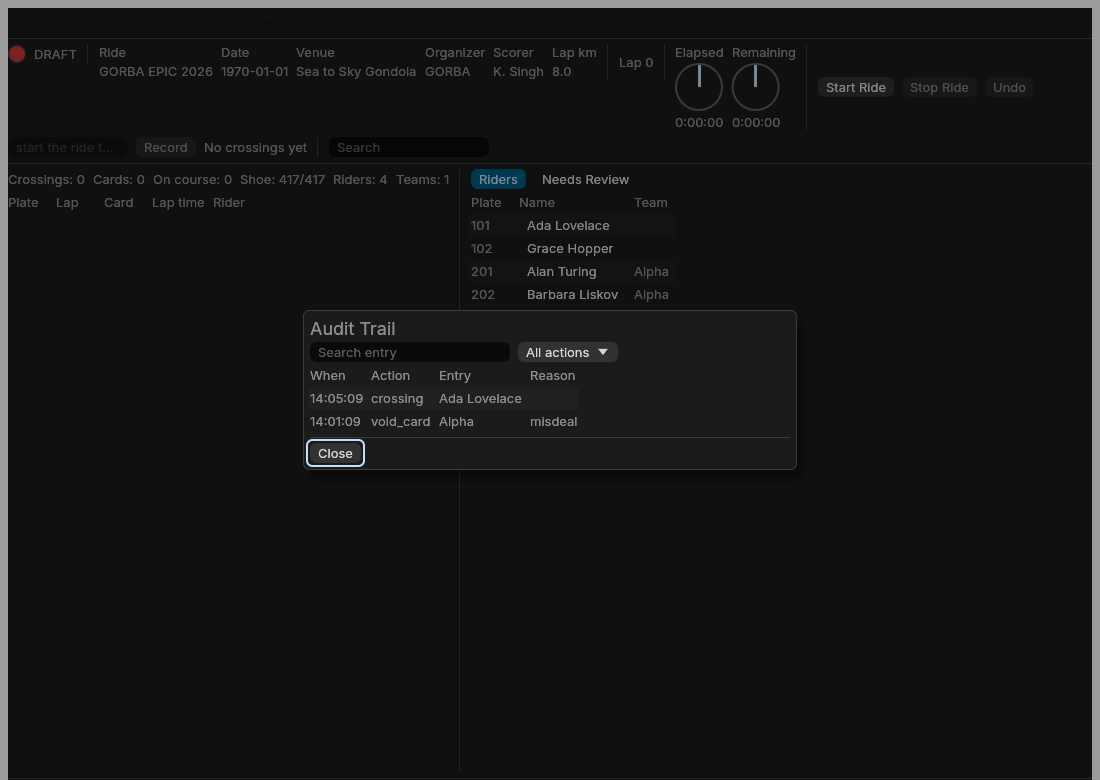 DRAFT
Ride Date Venue Organizer Scorer Lap km
GORBA EPIC 2026 1970-01-01 Sea to Sky Gondola GORBA K. Singh 8.0
Lap 0
Elapsed Remaining
0:00:00 0:00:00
Start Ride Stop Ride Undo
start the ride t... Record No crossings yet Search
Crossings: 0 Cards: 0 On course: 0 Shoe: 417/417 Riders: 4 Teams: 1
Plate Lap Card Lap time Rider
Riders Needs Review
Plate Name Team
101 Ada Lovelace
102 Grace Hopper
201 Alan Turing Alpha
202 Barbara Liskov Alpha
Audit Trail
Search entry All actions
When Action Entry Reason
14:05:09 crossing Ada Lovelace
14:01:09 void_card Alpha misdeal
Close